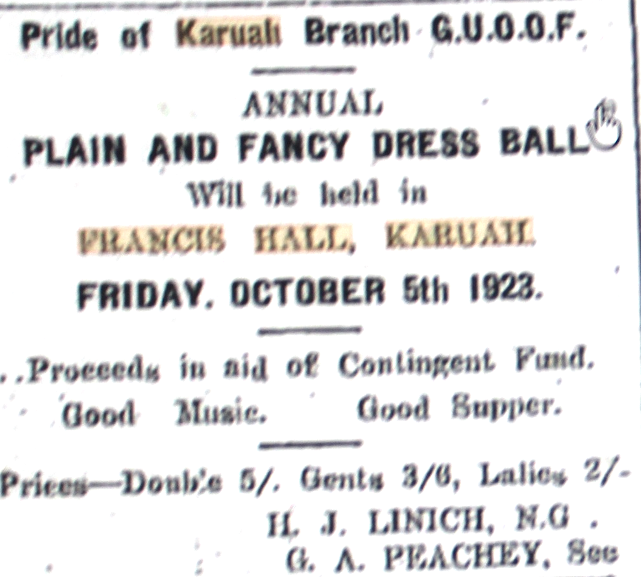 Pride of Karuah Branch G.U.O.O.F.
ANNUAL
PLAIN AND FANCY DRESS BALL
Will be held in
FRANCIS HALL, KARUAH.
FRIDAY, OCTOBER 5th 1923.
..Proceeds in aid of Contingent Fund.
Good Music. Good Supper.
Prices—Double 5/. Gents 3/6, Lalies 2/-
H. J. LINICH, N.G .
G. A. PEACHEY, Sec